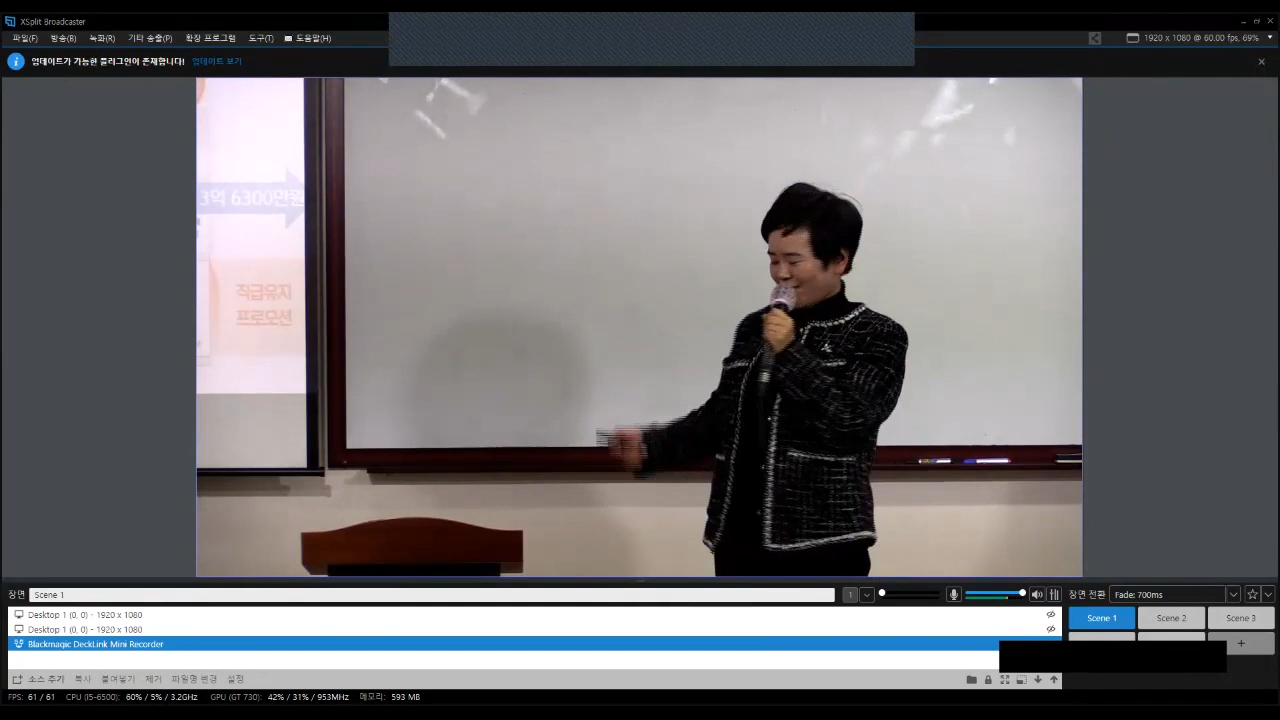 XSplit Broadcaster
파일(F) 방송(B) 녹화(R) 기타 송출(P) 확장 프로그램 도구(T) 도움말(H)
1920 x 1080 @ 60.00 fps, 69%
업데이트가 가능한 플러그인이 존재합니다! 업데이트 보기
3억 6300만원
직급유지
프로모션
장면 Scene 1 1 장면 전환 Fade: 700ms
Desktop 1 (0, 0) - 1920 x 1080
Desktop 1 (0, 0) - 1920 x 1080
Blackmagic DeckLink Mini Recorder
Scene 1 Scene 2 Scene 3
소스 추가 복사 붙여넣기 제거 파일명 변경 설정
FPS: 61 / 61 CPU (I5-6500): 60% / 5% / 3.2GHz GPU (GT 730): 42% / 31% / 953MHz 메모리: 593 MB